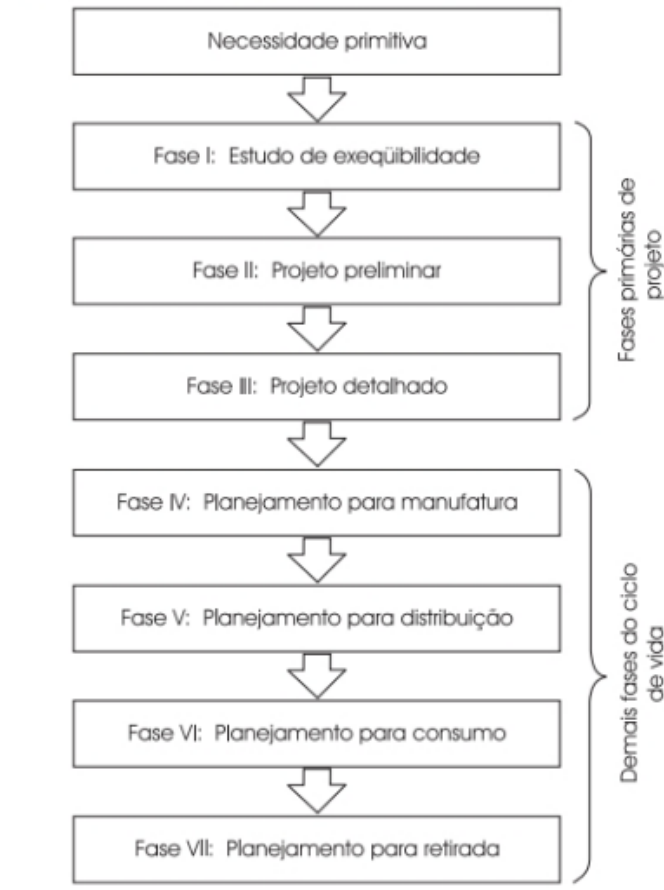 Necessidade primitiva
Fase I: Estudo de exeqüibilidade
Fase II: Projeto preliminar
Fase III: Projeto detalhado
Fases primárias de
projeto
Fase IV: Planejamento para manufatura
Fase V: Planejamento para distribuição
Fase VI: Planejamento para consumo
Fase VII: Planejamento para retirada
Demais fases do ciclo
de vida